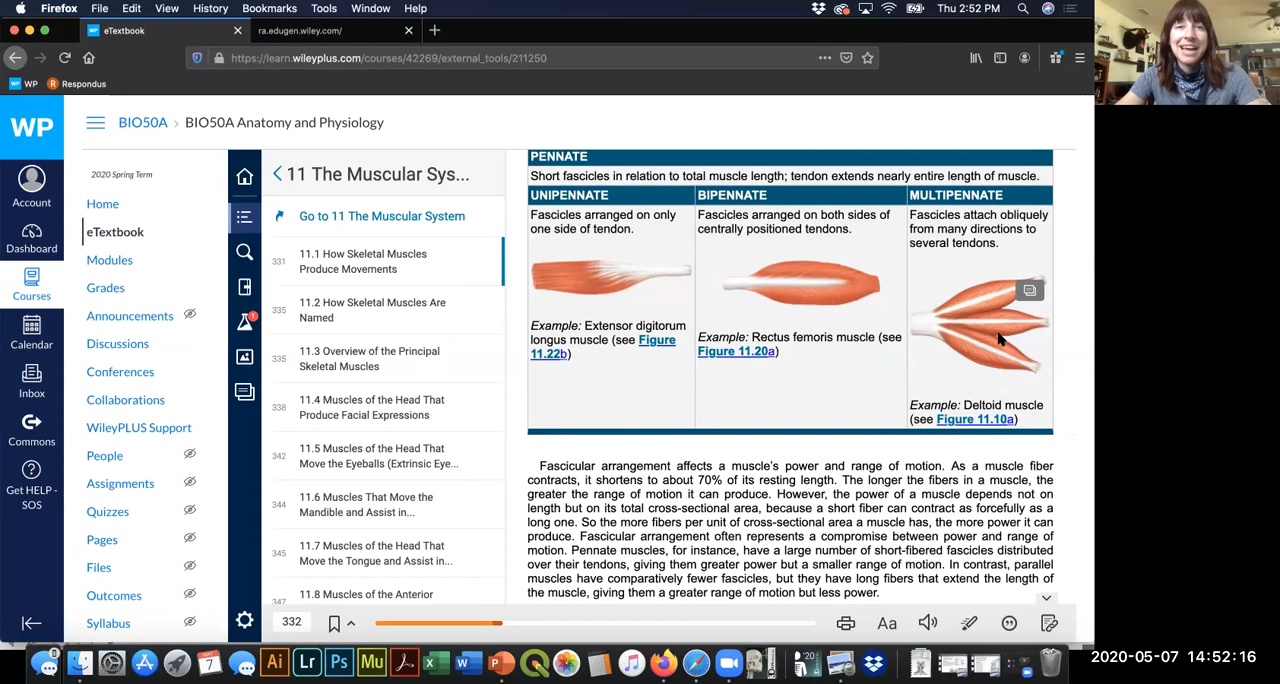 Firefox File Edit View History Bookmarks Tools Window Help Thu 2:52 PM
WP eTextbook
ra.edugen.wiley.com/
https://learn.wileyplus.com/courses/42269/external_tools/211250
WP WP R Respondus
WP
Account
Dashboard
Courses
Calendar
Inbox
Commons
Get HELP -
SOS
BIO50A › BIO50A Anatomy and Physiology
2020 Spring Term
Home
eTextbook
Modules
Grades
Announcements
Discussions
Conferences
Collaborations
WileyPLUS Support
People
Assignments
Quizzes
Pages
Files
Outcomes
Syllabus
1
11 The Muscular Sys...
Go to 11 The Muscular System
331 11.1 How Skeletal Muscles
Produce Movements
335 11.2 How Skeletal Muscles Are
Named
335 11.3 Overview of the Principal
Skeletal Muscles
338 11.4 Muscles of the Head That
Produce Facial Expressions
342 11.5 Muscles of the Head That
Move the Eyeballs (Extrinsic Eye...
344 11.6 Muscles That Move the
Mandible and Assist in...
345 11.7 Muscles of the Head That
Move the Tongue and Assist in...
347 11.8 Muscles of the Anterior
PENNATE
Short fascicles in relation to total muscle length; tendon extends nearly entire length of muscle.
UNIPENNATE
Fascicles arranged on only
one side of tendon.
Example: Extensor digitorum
longus muscle (see Figure
11.22b)
BIPENNATE
Fascicles arranged on both sides of
centrally positioned tendons.
Example: Rectus femoris muscle (see
Figure 11.20a)
MULTIPENNATE
Fascicles attach obliquely
from many directions to
several tendons.
Example: Deltoid muscle
(see Figure 11.10a)
Fascicular arrangement affects a muscle's power and range of motion. As a muscle fiber
contracts, it shortens to about 70% of its resting length. The longer the fibers in a muscle, the
greater the range of motion it can produce. However, the power of a muscle depends not on
length but on its total cross-sectional area, because a short fiber can contract as forcefully as a
long one. So the more fibers per unit of cross-sectional area a muscle has, the more power it can
produce. Fascicular arrangement often represents a compromise between power and range of
motion. Pennate muscles, for instance, have a large number of short-fibered fascicles distributed
over their tendons, giving them greater power but a smaller range of motion. In contrast, parallel
muscles have comparatively fewer fascicles, but they have long fibers that extend the length of
the muscle, giving them a greater range of motion but less power.
332 Aa
7 Ai Lr Ps Mu X W P '20
2020-05-07 14:52:16